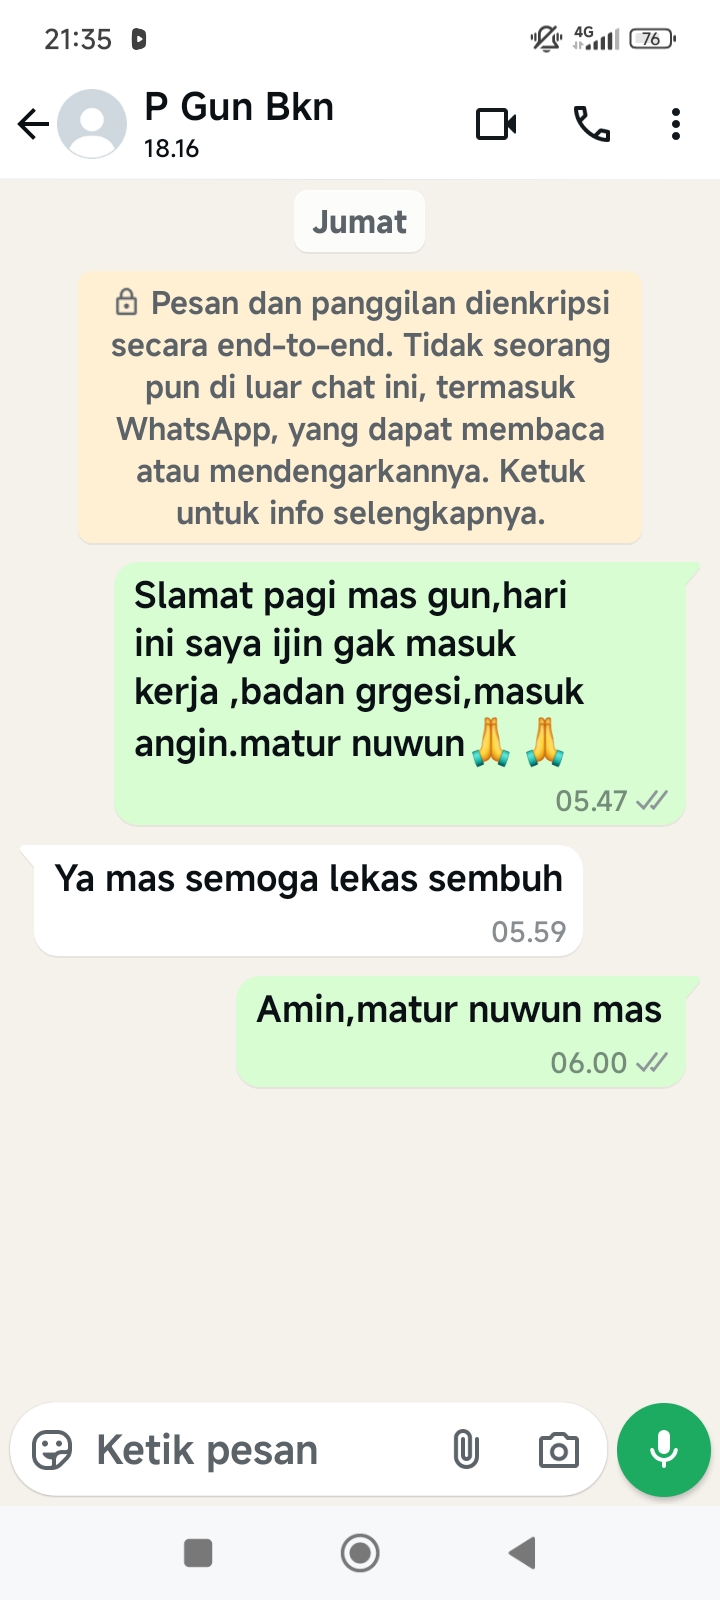 21:35
4G
76
P Gun Bkn
18.16
Jumat
Pesan dan panggilan dienkripsi
secara end-to-end. Tidak seorang
pun di luar chat ini, termasuk
WhatsApp, yang dapat membaca
atau mendengarkannya. Ketuk
untuk info selengkapnya.
Slamat pagi mas gun,hari
ini saya ijin gak masuk
kerja ,badan grgesi,masuk
angin.matur nuwun🙏🙏
05.47
Ya mas semoga lekas sembuh
05.59
Amin,matur nuwun mas
06.00
Ketik pesan